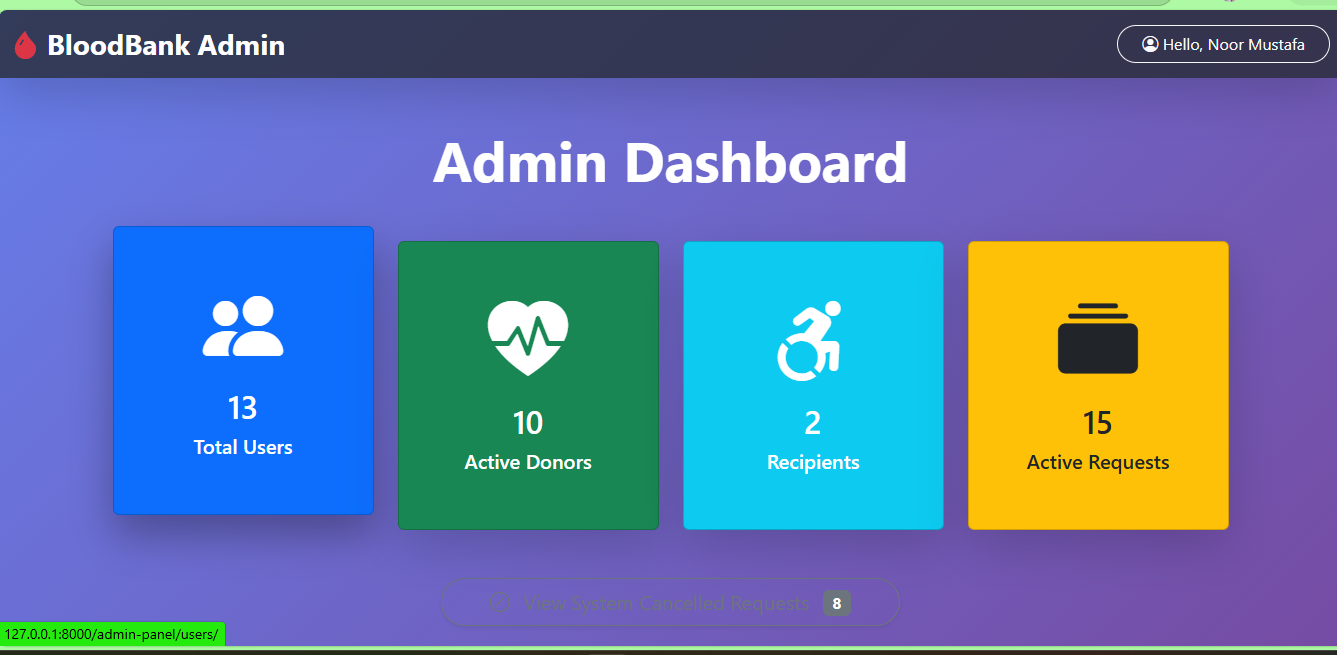 BloodBank Admin
Hello, Noor Mustafa
Admin Dashboard
13
Total Users
10
Active Donors
2
Recipients
15
Active Requests
View System Cancelled Requests 8
127.0.0.1:8000/admin-panel/users/